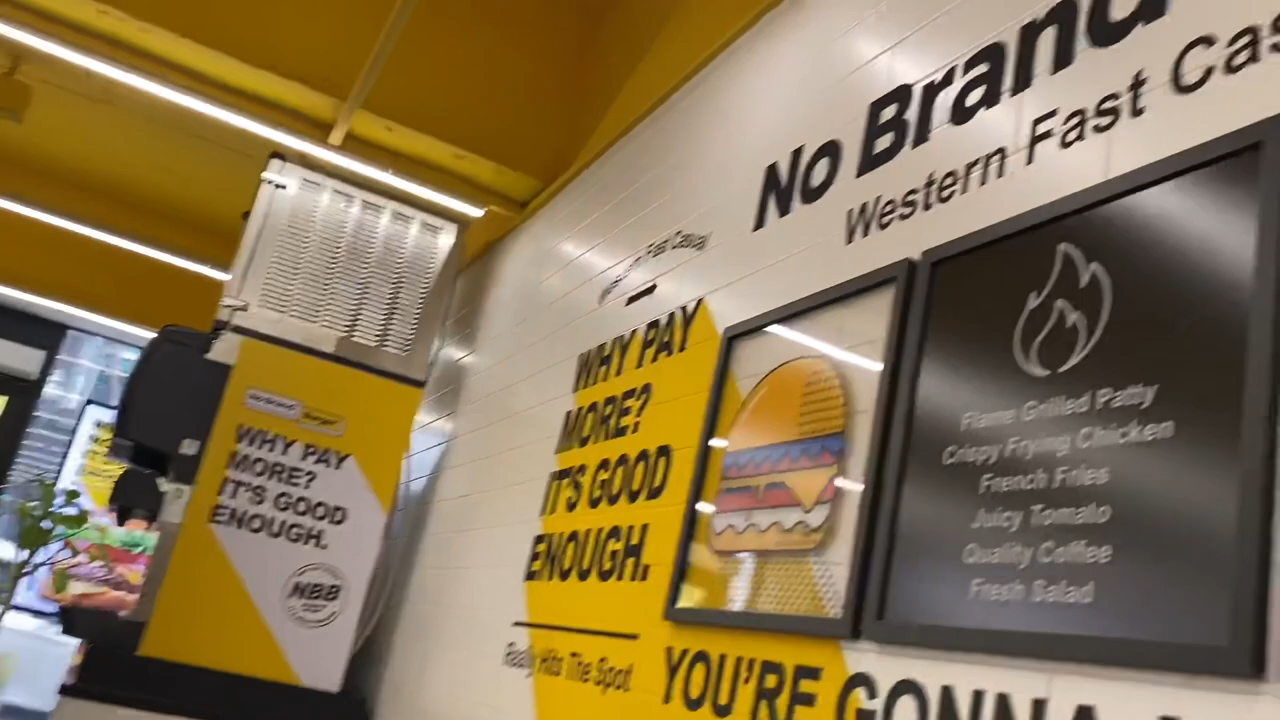 No Brand
Western Fast Cas
Fast Casual
WHY PAY
MORE?
IT'S GOOD
ENOUGH.
Really Hits The Spot
WHY PAY
MORE?
IT'S GOOD
ENOUGH.
NBB
Flame Grilled Patty
Crispy Frying Chicken
French Fries
Juicy Tomato
Quality Coffee
Fresh Salad
YOU'RE GONNA